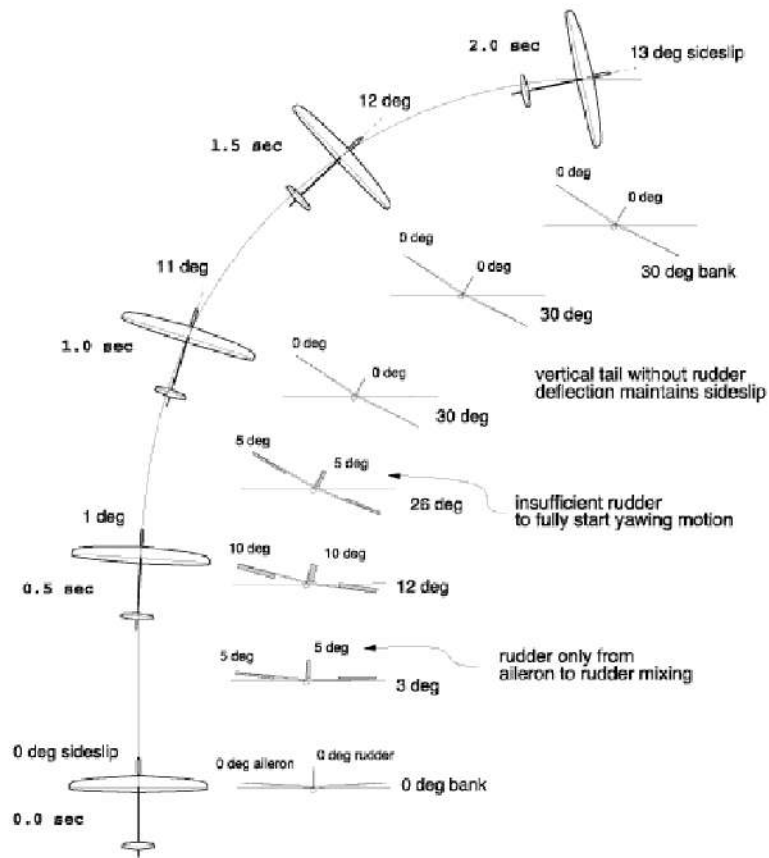 2.0 sec
13 deg sideslip
12 deg
1.5 sec
0 deg
0 deg
30 deg bank
0 deg
0 deg
30 deg
11 deg
1.0 sec
0 deg
0 deg
30 deg
vertical tail without rudder
deflection maintains sideslip
5 deg
5 deg
26 deg
insufficient rudder
to fully start yawing motion
1 deg
0.5 sec
10 deg
10 deg
12 deg
5 deg
5 deg
3 deg
rudder only from
aileron to rudder mixing
0 deg sideslip
0 deg aileron
0 deg rudder
0 deg bank
0.0 sec